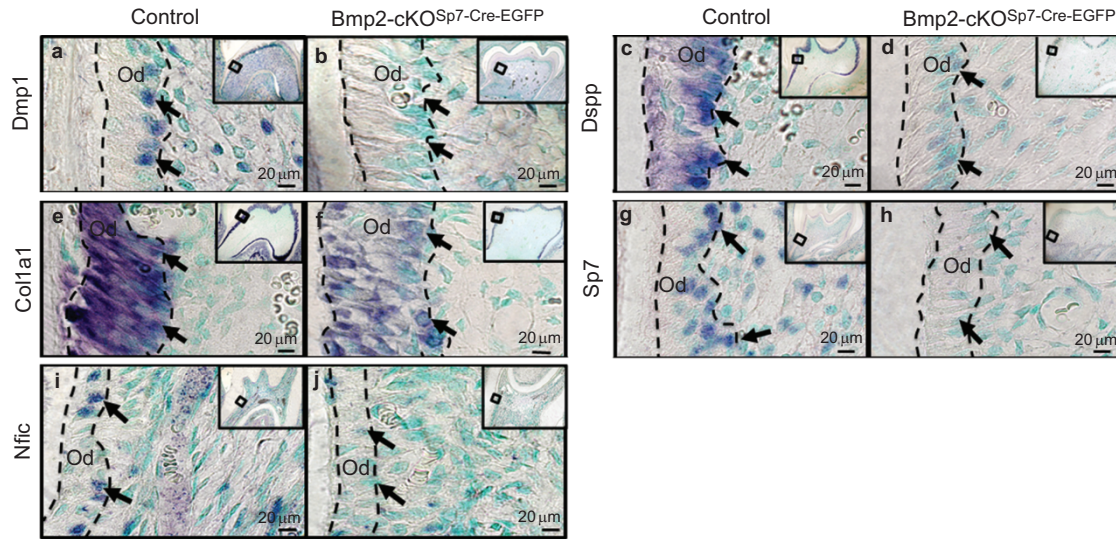 Control
Bmp2-cKO^Sp7-Cre-EGFP
Control
Bmp2-cKO^Sp7-Cre-EGFP
Dmp1
a
Od
20 μm
b
Od
20 μm
Dspp
c
Od
20 μm
d
Od
20 μm
Col1a1
e
Od
20 μm
f
Od
20 μm
Sp7
g
Od
20 μm
h
Od
20 μm
Nfic
i
Od
20 μm
j
Od
20 μm